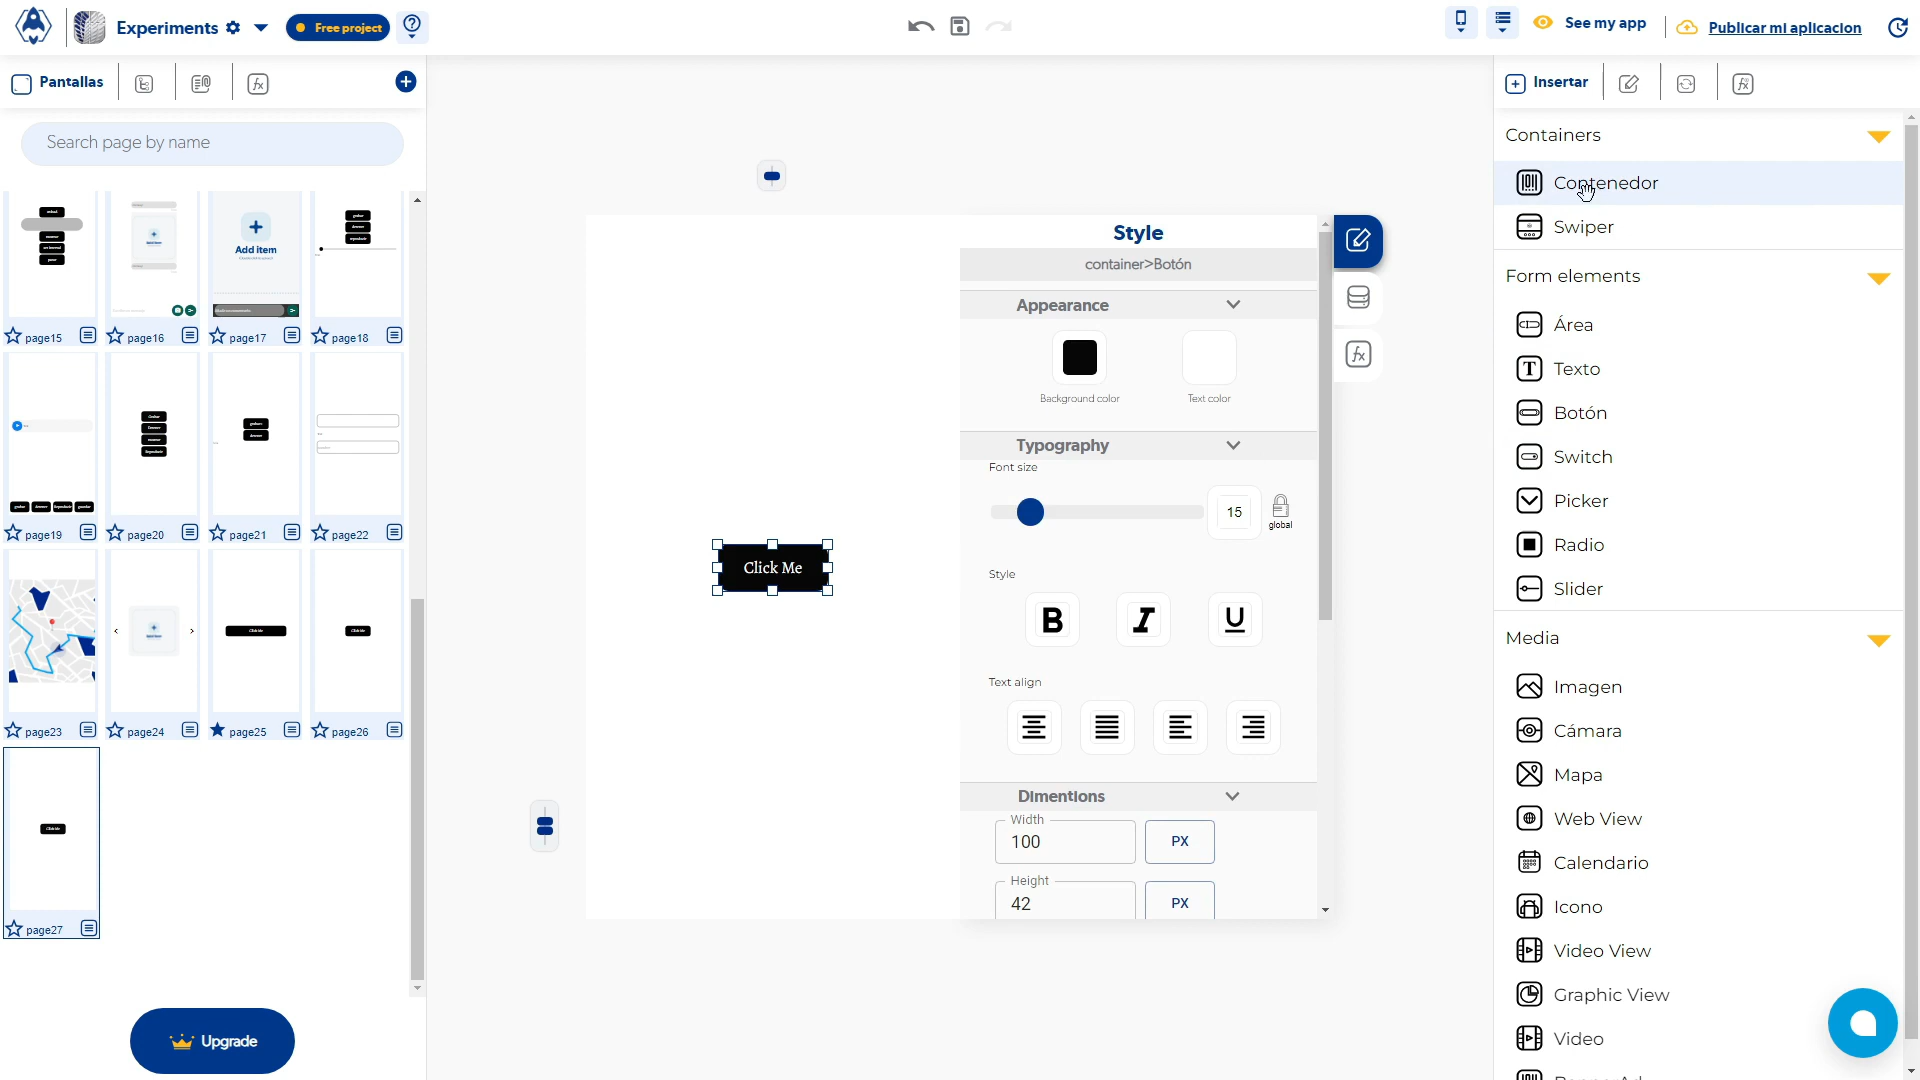 Experiments
Free project
See my app
Publicar mi aplicacion
Pantallas
Insertar
Search page by name
Containers
Contenedor
Swiper
Form elements
Área
Texto
Botón
Switch
Picker
Radio
Slider
Media
Imagen
Cámara
Mapa
Web View
Calendario
Icono
Video View
Graphic View
Video
Add item
page15
page16
page17
page18
page19
page20
page21
page22
page23
page24
page25
page26
page27
Upgrade
Click Me
Style
container>Botón
Appearance
Background color
Text color
Typography
Font size
15
global
Style
B
I
U
Text align
Dimentions
Width
100
PX
Height
42
PX